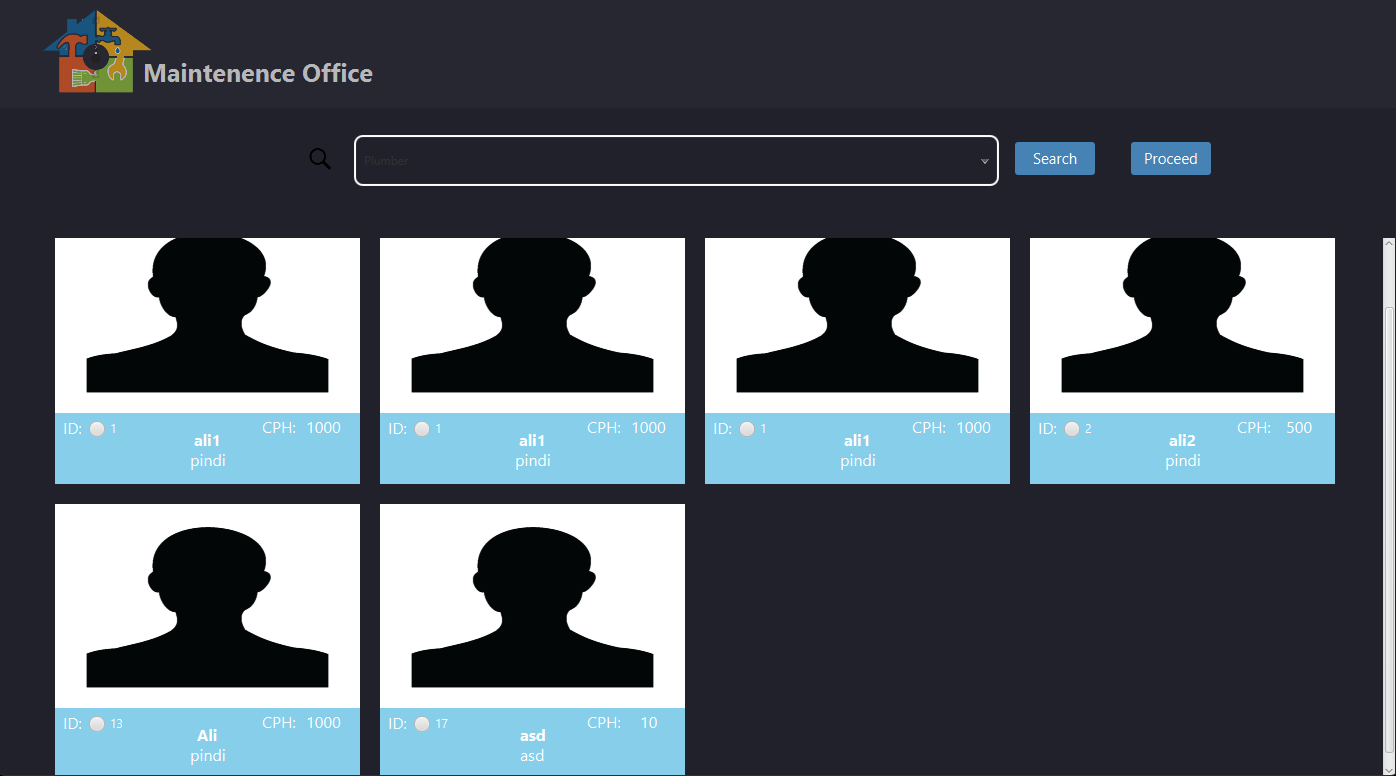 Maintenence Office
Plumber
Search
Proceed
ID: 1 CPH: 1000
ali1
pindi
ID: 1 CPH: 1000
ali1
pindi
ID: 1 CPH: 1000
ali1
pindi
ID: 2 CPH: 500
ali2
pindi
ID: 13 CPH: 1000
Ali
pindi
ID: 17 CPH: 10
asd
asd